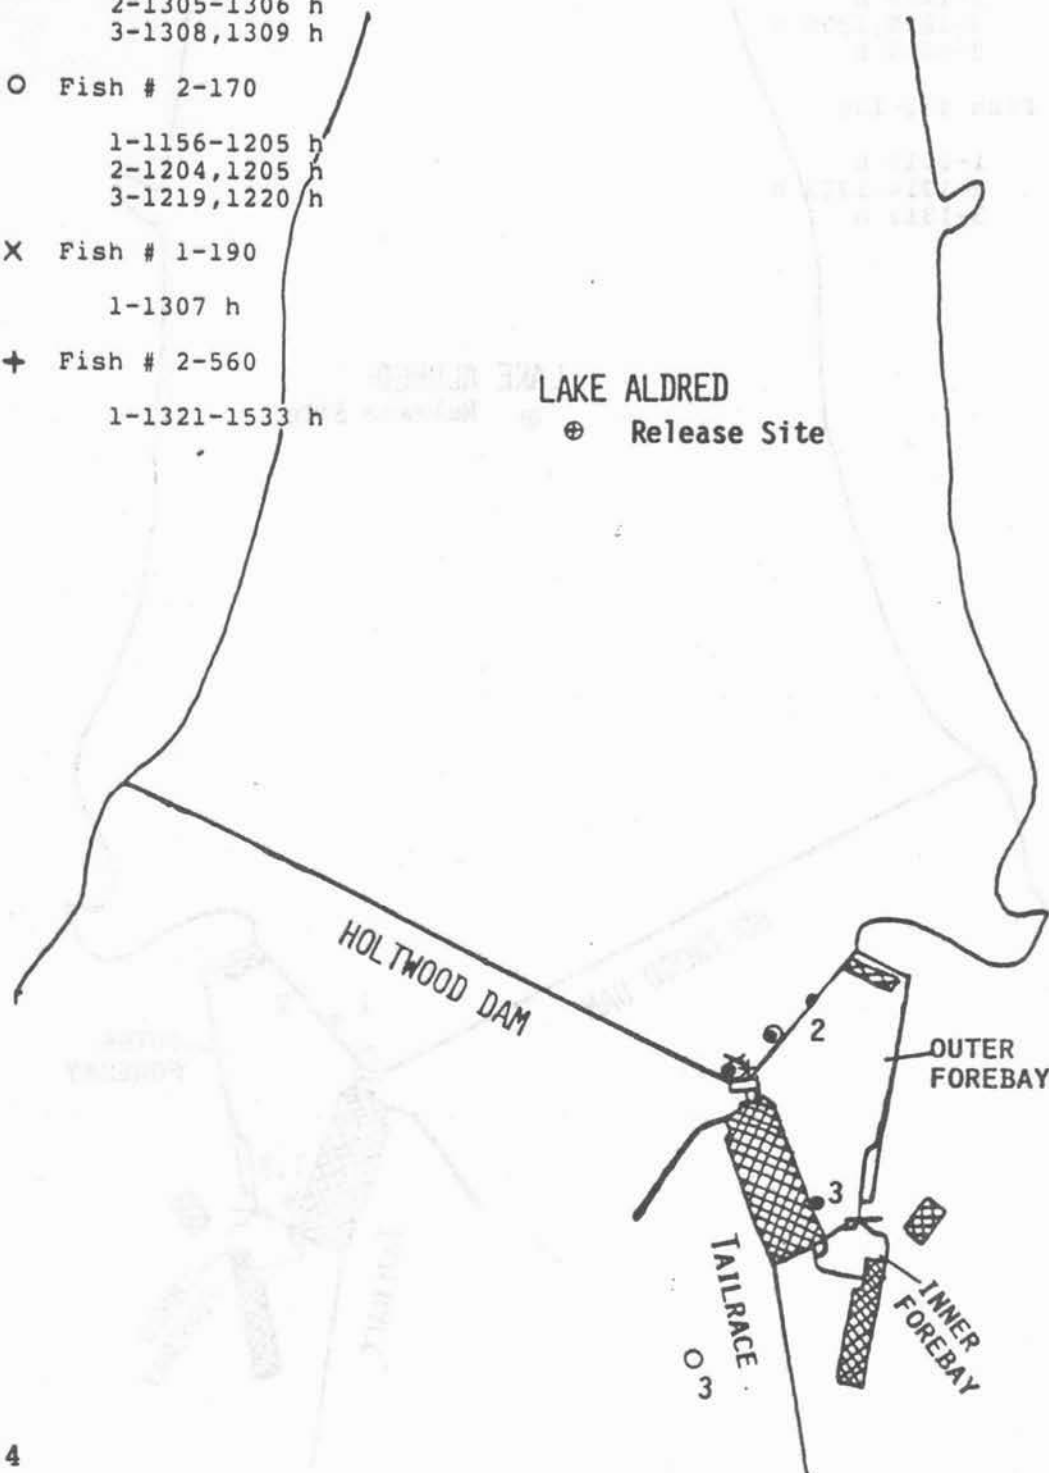 2-1305-1306 h
3-1308,1309 h
O Fish # 2-170
1-1156-1205 h
2-1204,1205 h
3-1219,1220 h
X Fish # 1-190
1-1307 h
+ Fish # 2-560
1-1321-1533 h
LAKE ALDRED
⊕ Release Site
HOLTWOOD DAM
2
OUTER
FOREBAY
3
TAILRACE
INNER
FOREBAY
3
4